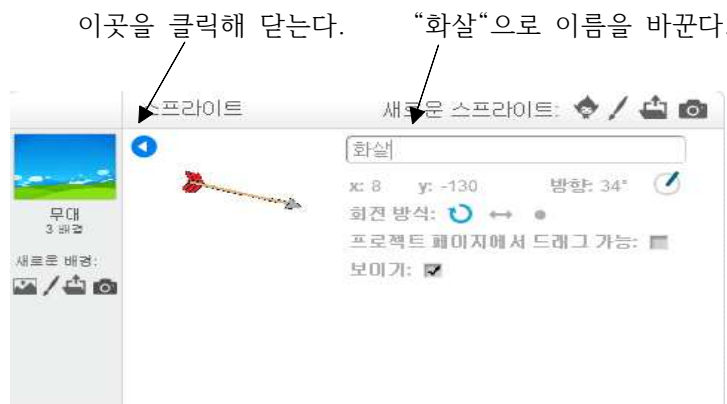 이곳을 클릭해 닫는다. “화살“으로 이름을 바꾼다.
스프라이트 새로운 스프라이트:
화살
x: 8 y: -130 방향: 34°
무대
3 배경
회전 방식:
프로젝트 페이지에서 드래그 가능:
새로운 배경:
보이기: